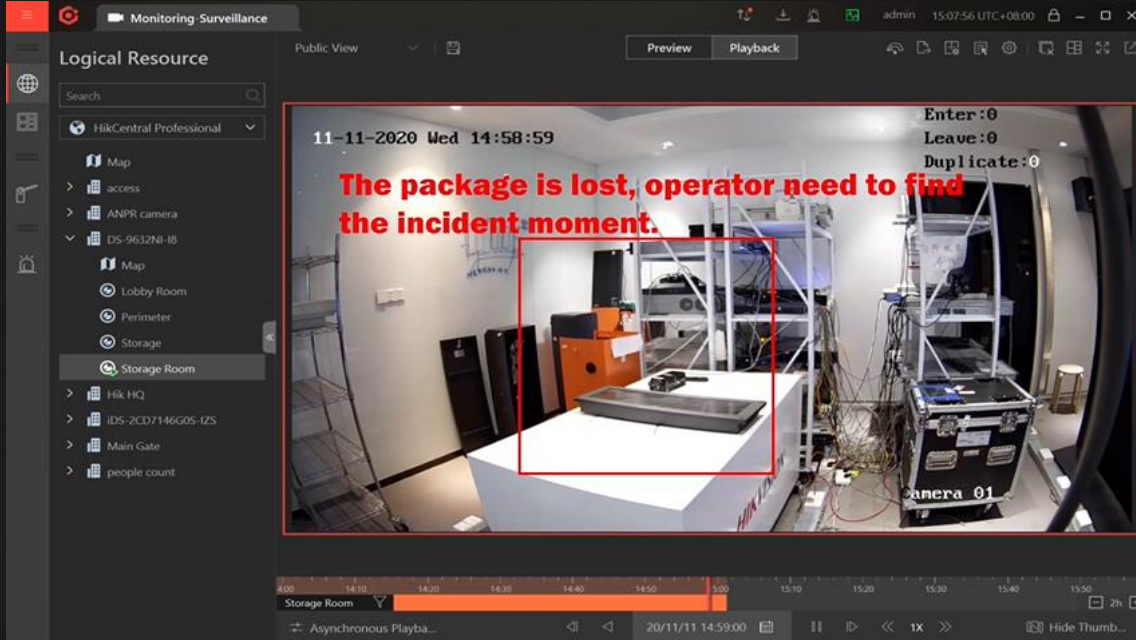 Monitoring-Surveillance
admin
15:07:56 UTC+08:00
Logical Resource
Public View
Preview
Playback
Search
HikCentral Professional
Map
access
ANPR camera
DS-9632NI-I8
Map
Lobby Room
Perimeter
Storage
Storage Room
Hik HQ
iDS-2CD7146G0S-IZS
Main Gate
people count
11-11-2020 Wed 14:58:59
Enter:0
Leave:0
Duplicate:0
The package is lost, operator need to find
the incident moment.
Camera 01
4:00 14:10 14:20 14:30 14:40 14:50 15:00 15:10 15:20 15:30 15:40 15:50
Storage Room
2h
Asynchronous Playba...
20/11/11 14:59:00
1X
Hide Thumb...